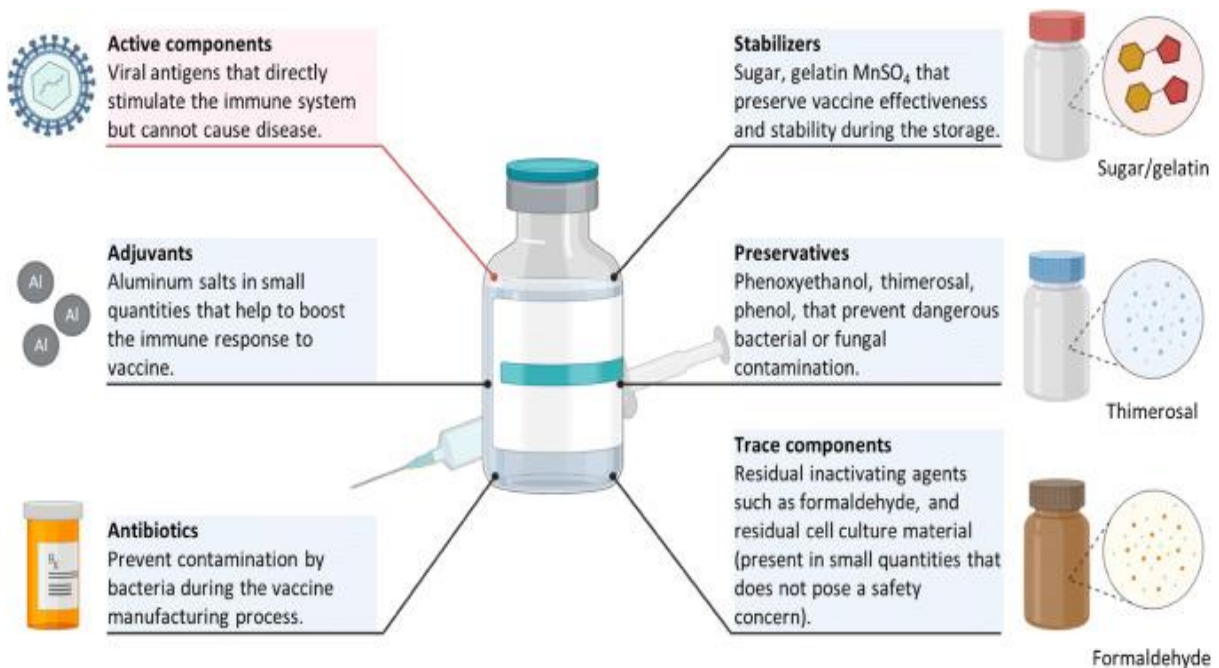 Active components
Viral antigens that directly
stimulate the immune system
but cannot cause disease.
Al
Al
Al
Adjuvants
Aluminum salts in small
quantities that help to boost
the immune response to
vaccine.
Antibiotics
Prevent contamination by
bacteria during the vaccine
manufacturing process.
Stabilizers
Sugar, gelatin MnSO₄ that
preserve vaccine effectiveness
and stability during the storage.
Sugar/gelatin
Preservatives
Phenoxyethanol, thimerosal,
phenol, that prevent dangerous
bacterial or fungal
contamination.
Thimerosal
Trace components
Residual inactivating agents
such as formaldehyde, and
residual cell culture material
(present in small quantities that
does not pose a safety
concern).
Formaldehyde